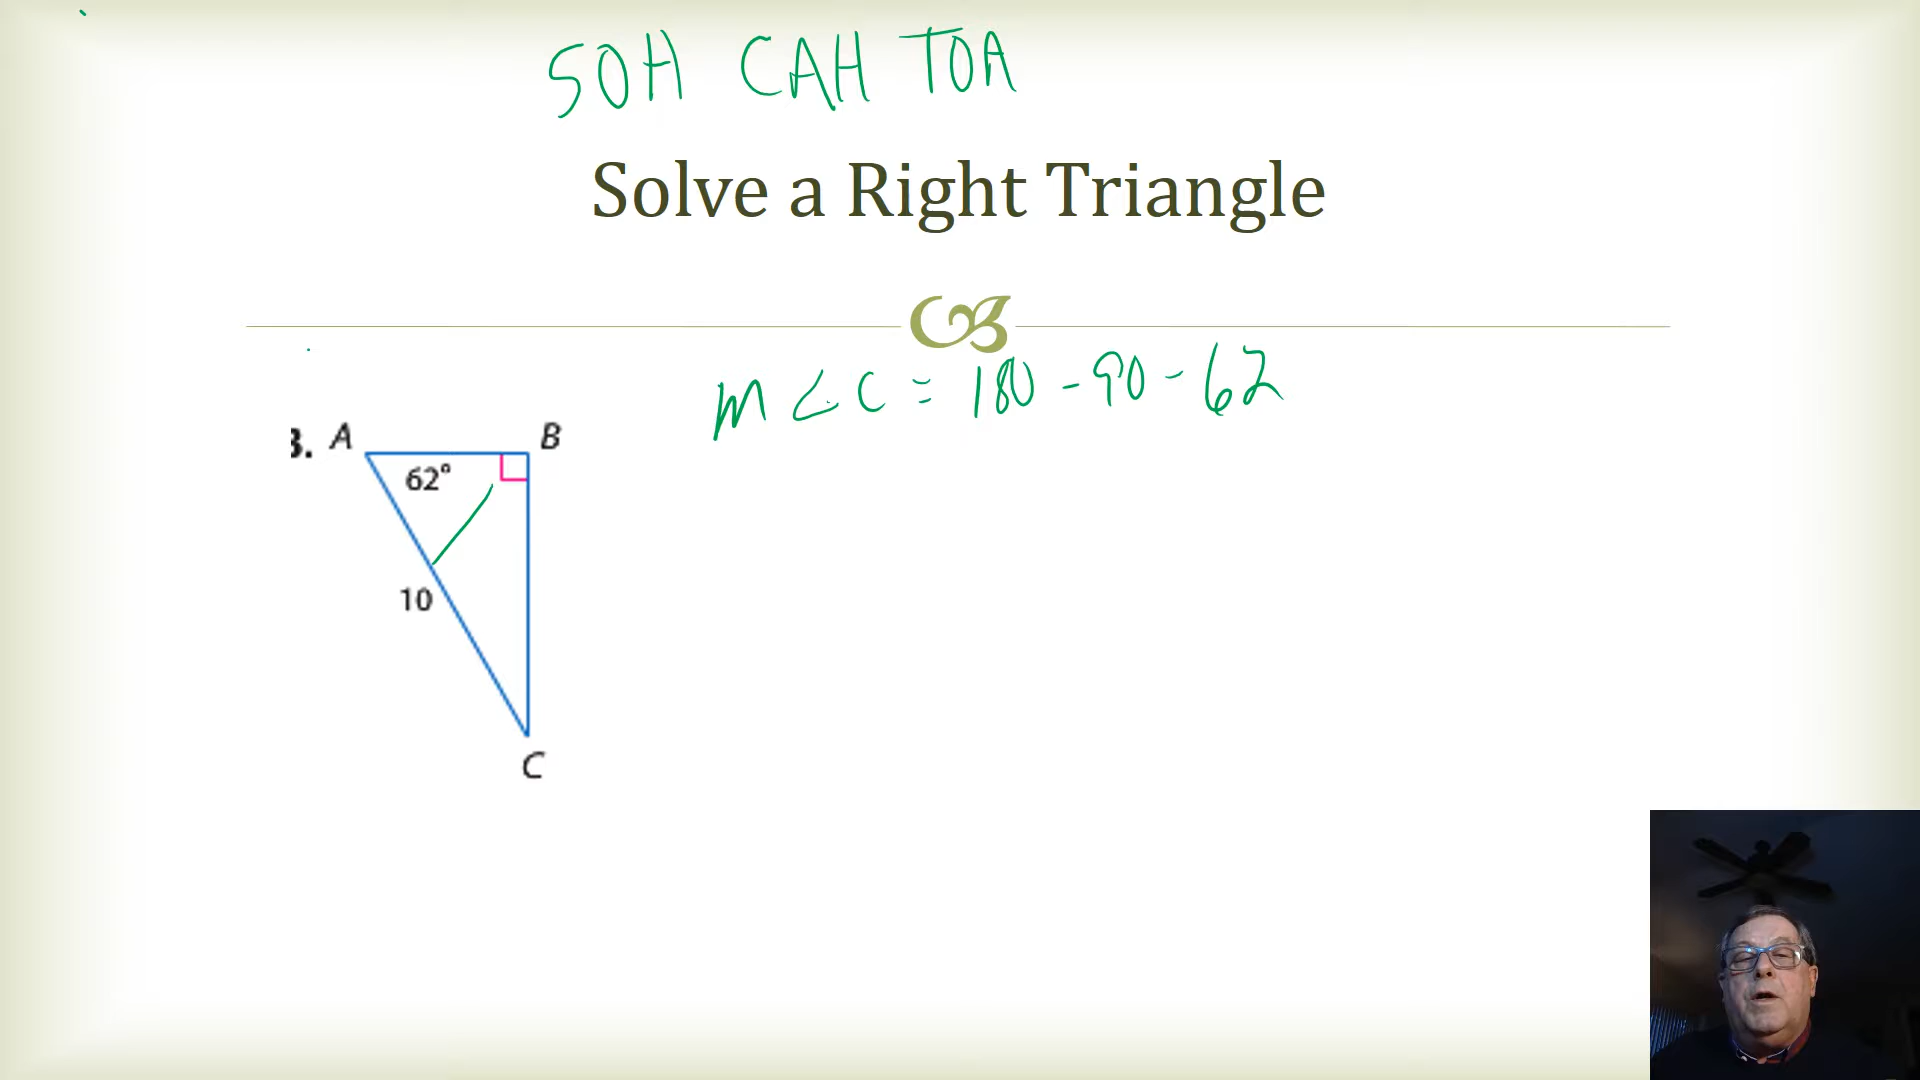 SOH CAH TOA
Solve a Right Triangle
m∠C = 180 - 90 - 62
3. A B
62°
10
C